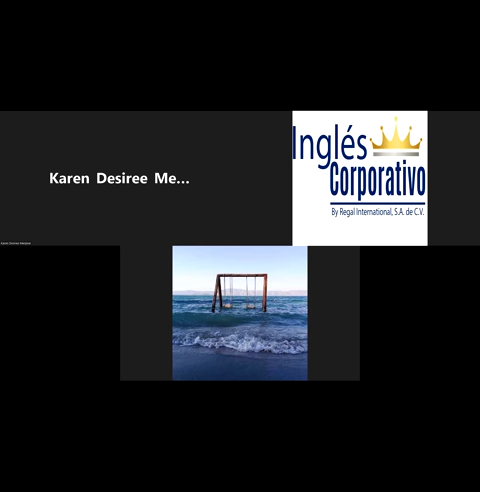 Karen Desiree Me...
Inglés
Corporativo
By Regal International, S.A. de C.V.